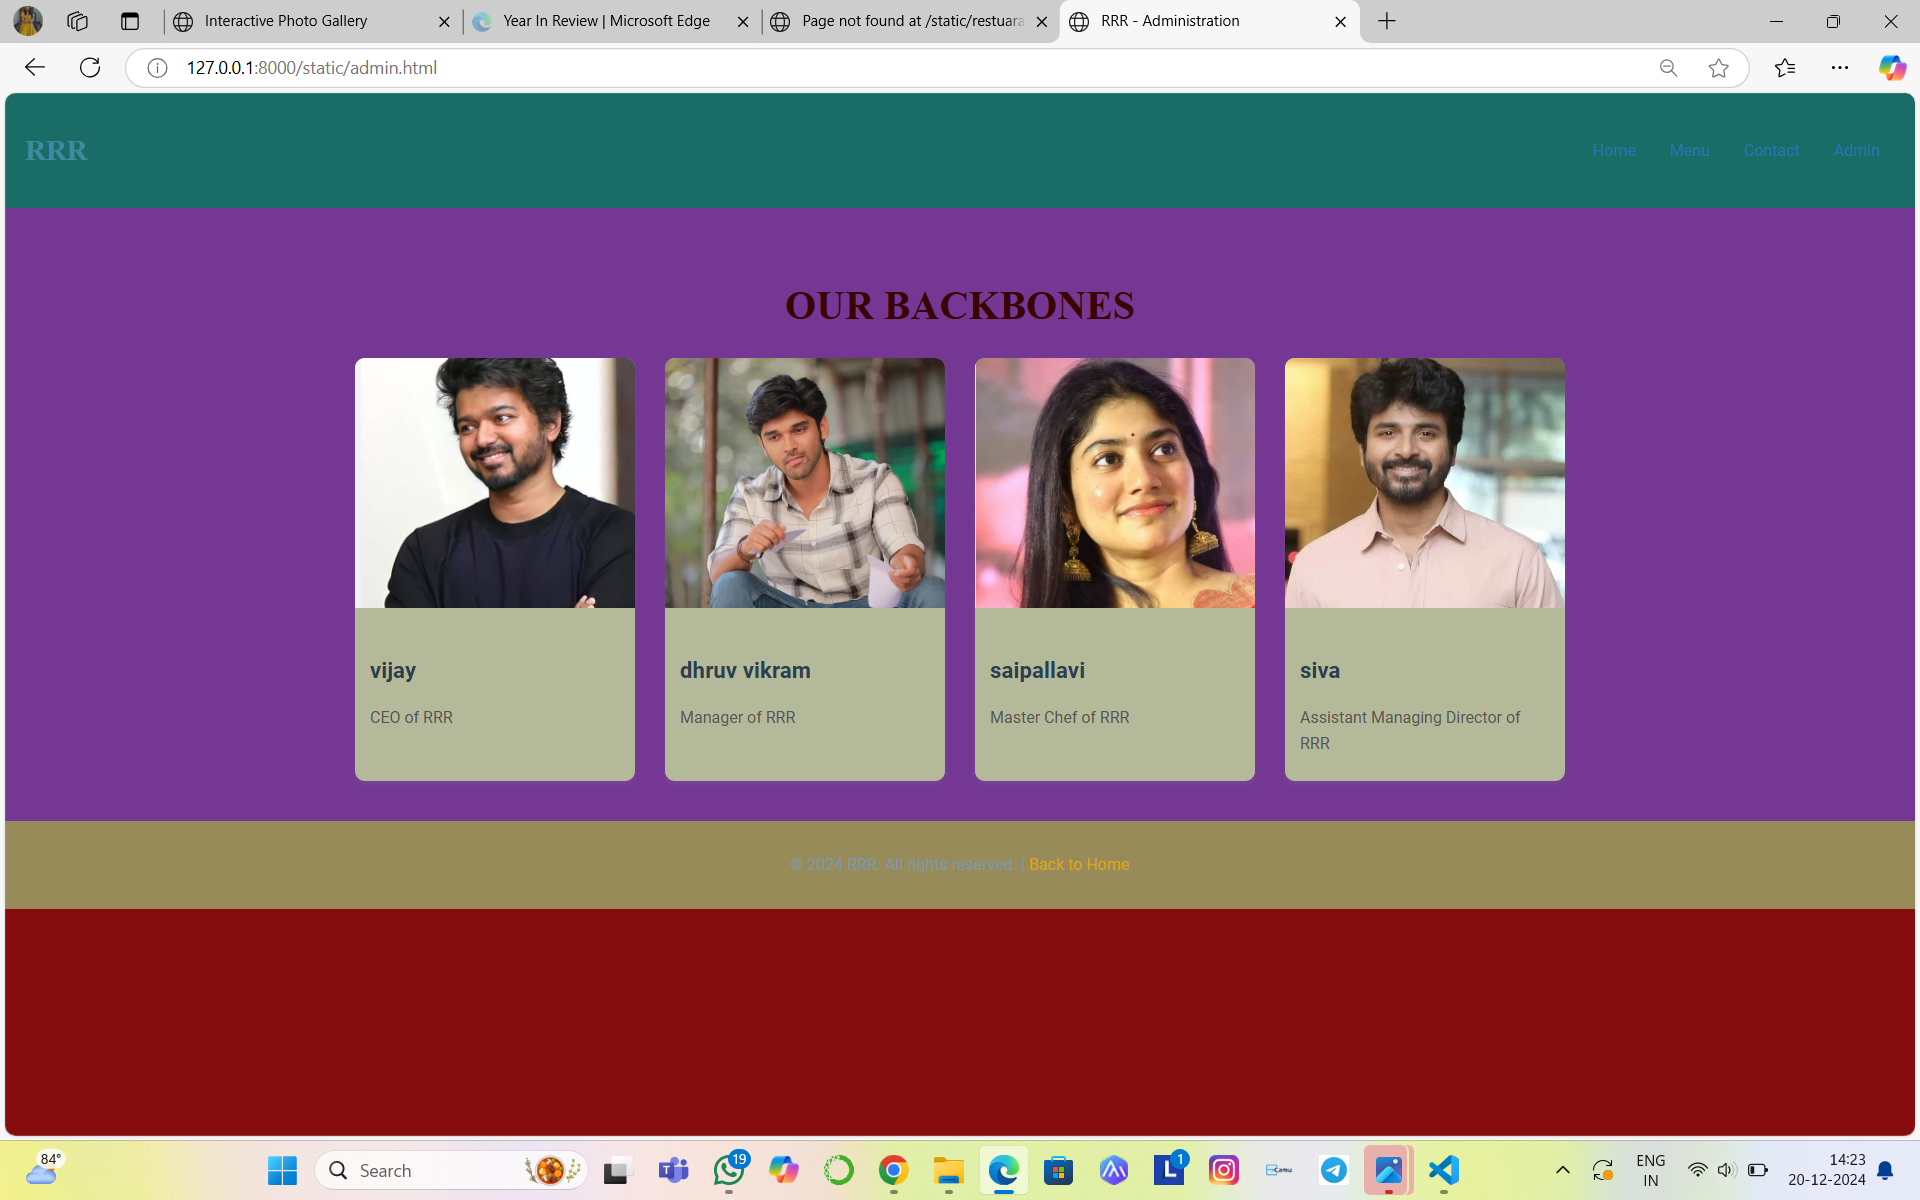 Interactive Photo Gallery
Year In Review | Microsoft Edge
Page not found at /static/restuara
RRR - Administration
127.0.0.1:8000/static/admin.html
RRR
Home Menu Contact Admin
OUR BACKBONES
vijay
CEO of RRR
dhruv vikram
Manager of RRR
saipallavi
Master Chef of RRR
siva
Assistant Managing Director of
RRR
© 2024 RRR. All rights reserved. | Back to Home
84°
Search
19
1
Camu
ENG
IN
14:23
20-12-2024